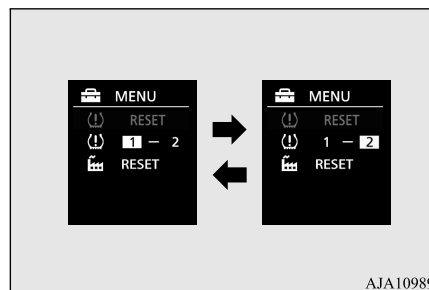 MENU
RESET
(!) 1 — 2
RESET
MENU
RESET
(!) 1 — 2
RESET
AJA10989